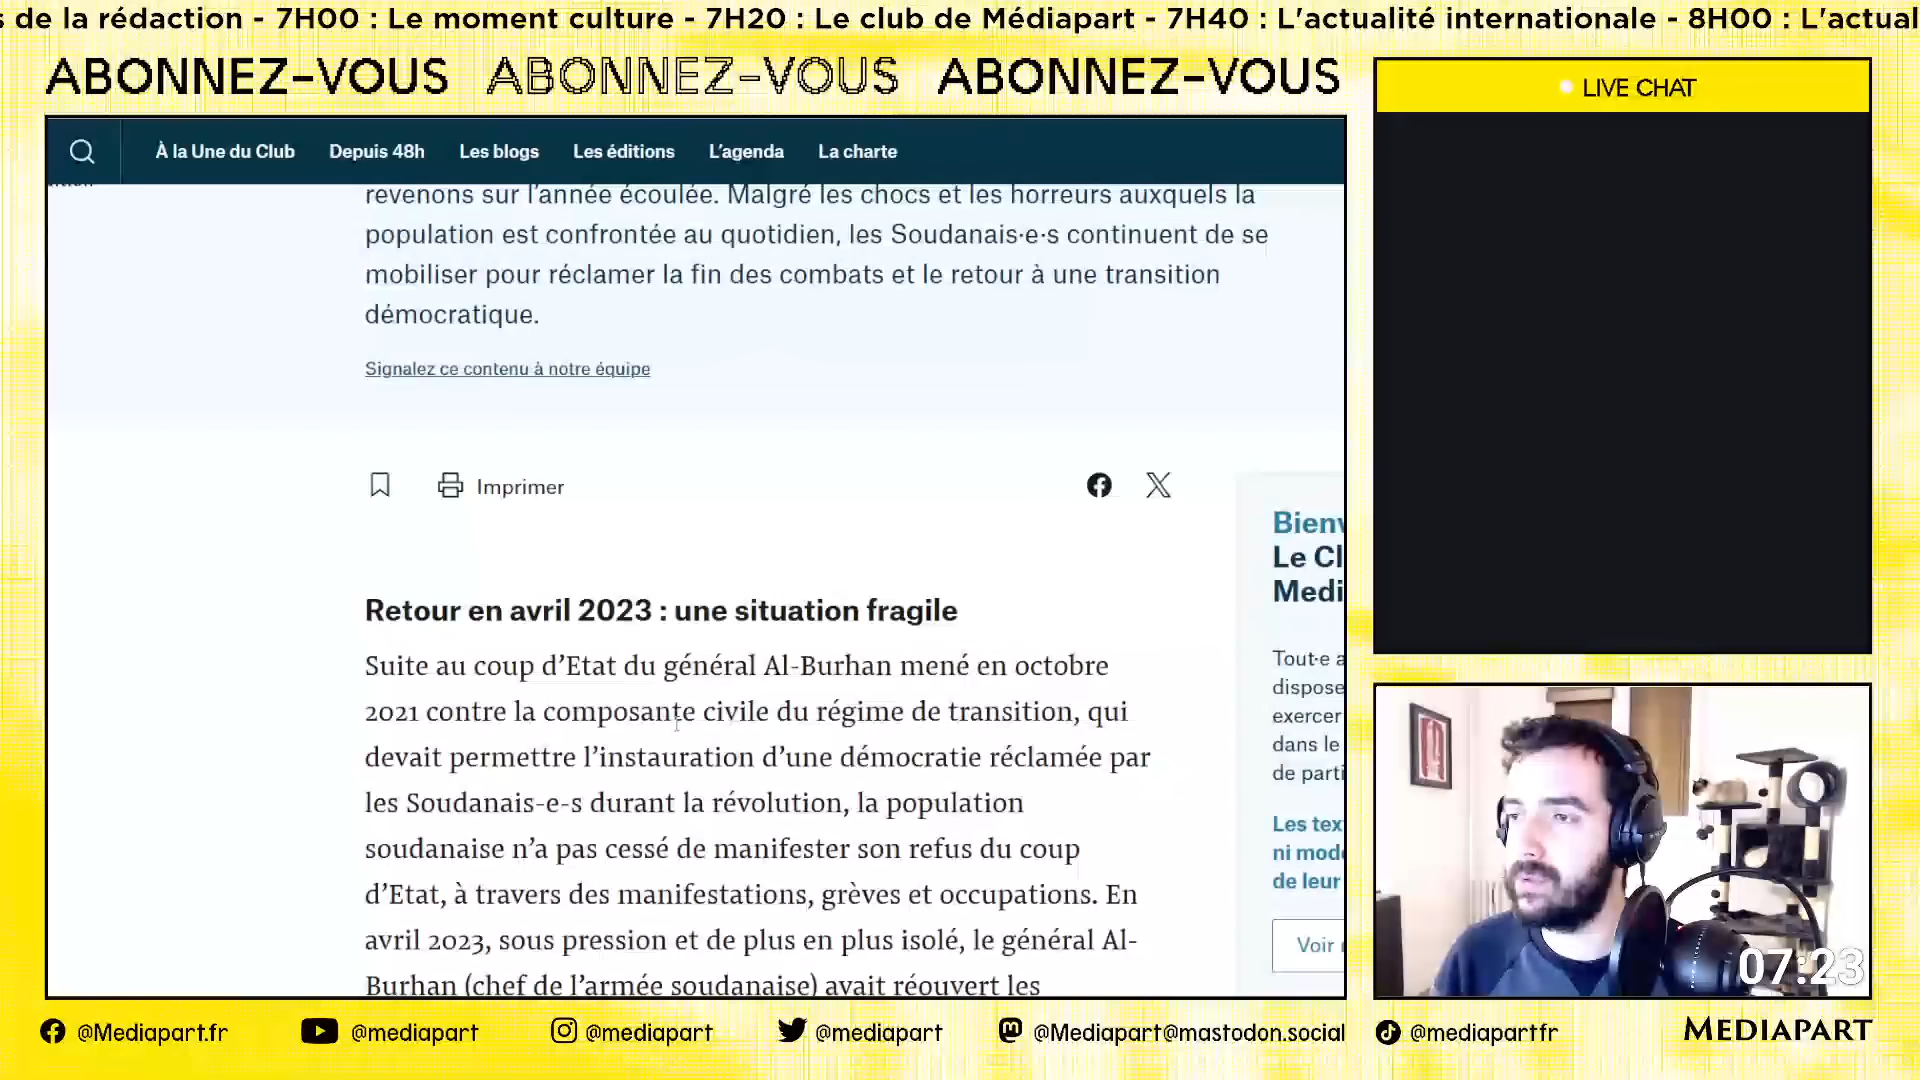 s de la rédaction - 7H00 : Le moment culture - 7H20 : Le club de Médiapart - 7H40 : L'actualité internationale - 8H00 : L'actual
ABONNEZ-VOUS ABONNEZ-VOUS ABONNEZ-VOUS
LIVE CHAT
À la Une du Club Depuis 48h Les blogs Les éditions L'agenda La charte
revenons sur l'année écoulée. Malgré les chocs et les horreurs auxquels la
population est confrontée au quotidien, les Soudanais·e·s continuent de se
mobiliser pour réclamer la fin des combats et le retour à une transition
démocratique.
Signalez ce contenu à notre équipe
Imprimer
Retour en avril 2023 : une situation fragile
Suite au coup d'Etat du général Al-Burhan mené en octobre
2021 contre la composante civile du régime de transition, qui
devait permettre l'instauration d'une démocratie réclamée par
les Soudanais-e-s durant la révolution, la population
soudanaise n'a pas cessé de manifester son refus du coup
d'Etat, à travers des manifestations, grèves et occupations. En
avril 2023, sous pression et de plus en plus isolé, le général Al-
Burhan (chef de l'armée soudanaise) avait réouvert les
Bienv
Le Cl
Medi
Tout·e a
dispose
exercer
dans le
de parti
Les tex
ni mod
de leur
Voir
07:23
@Mediapart.fr @mediapart @mediapart @mediapart @Mediapart@mastodon.social @mediapartfr MEDIAPART